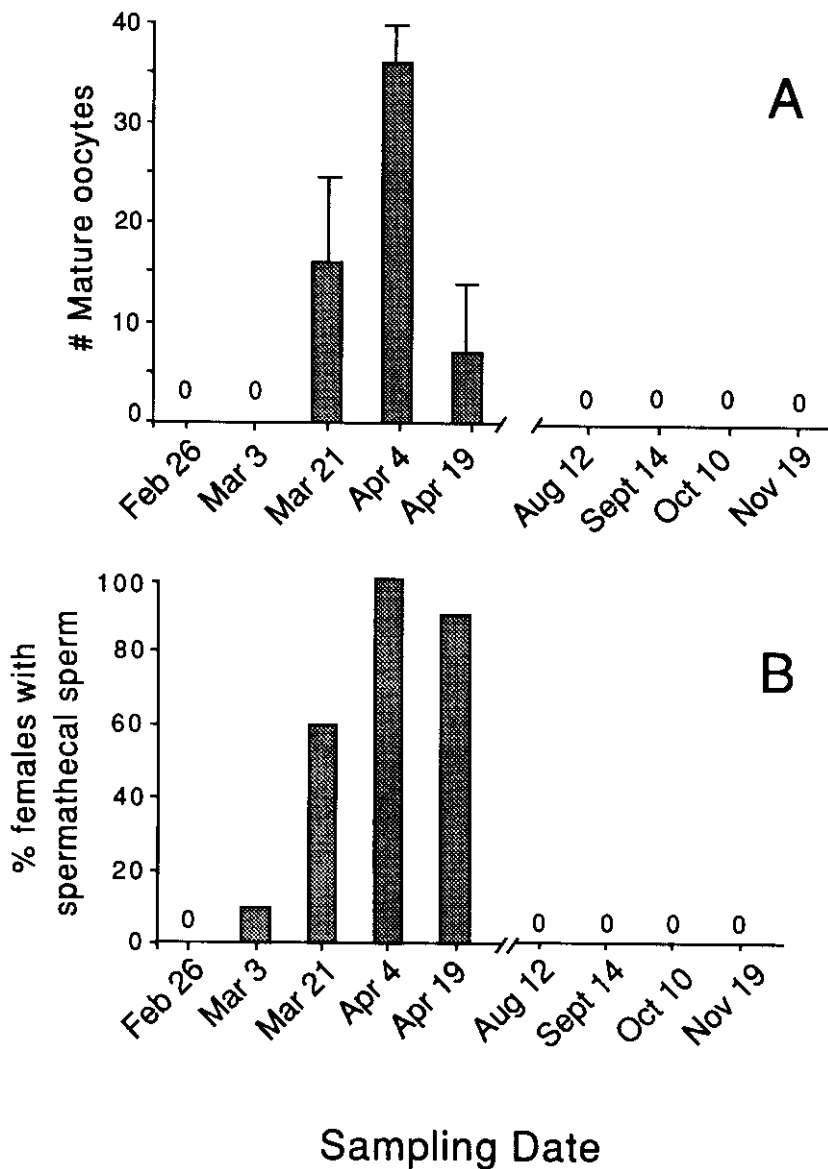 A
# Mature oocytes
40
30
20
10
0
0 0 0 0 0 0
Feb 26 Mar 3 Mar 21 Apr 4 Apr 19 Aug 12 Sept 14 Oct 10 Nov 19
B
% females with
spermathecal sperm
100
80
60
40
20
0
0 0 0 0 0
Feb 26 Mar 3 Mar 21 Apr 4 Apr 19 Aug 12 Sept 14 Oct 10 Nov 19
Sampling Date